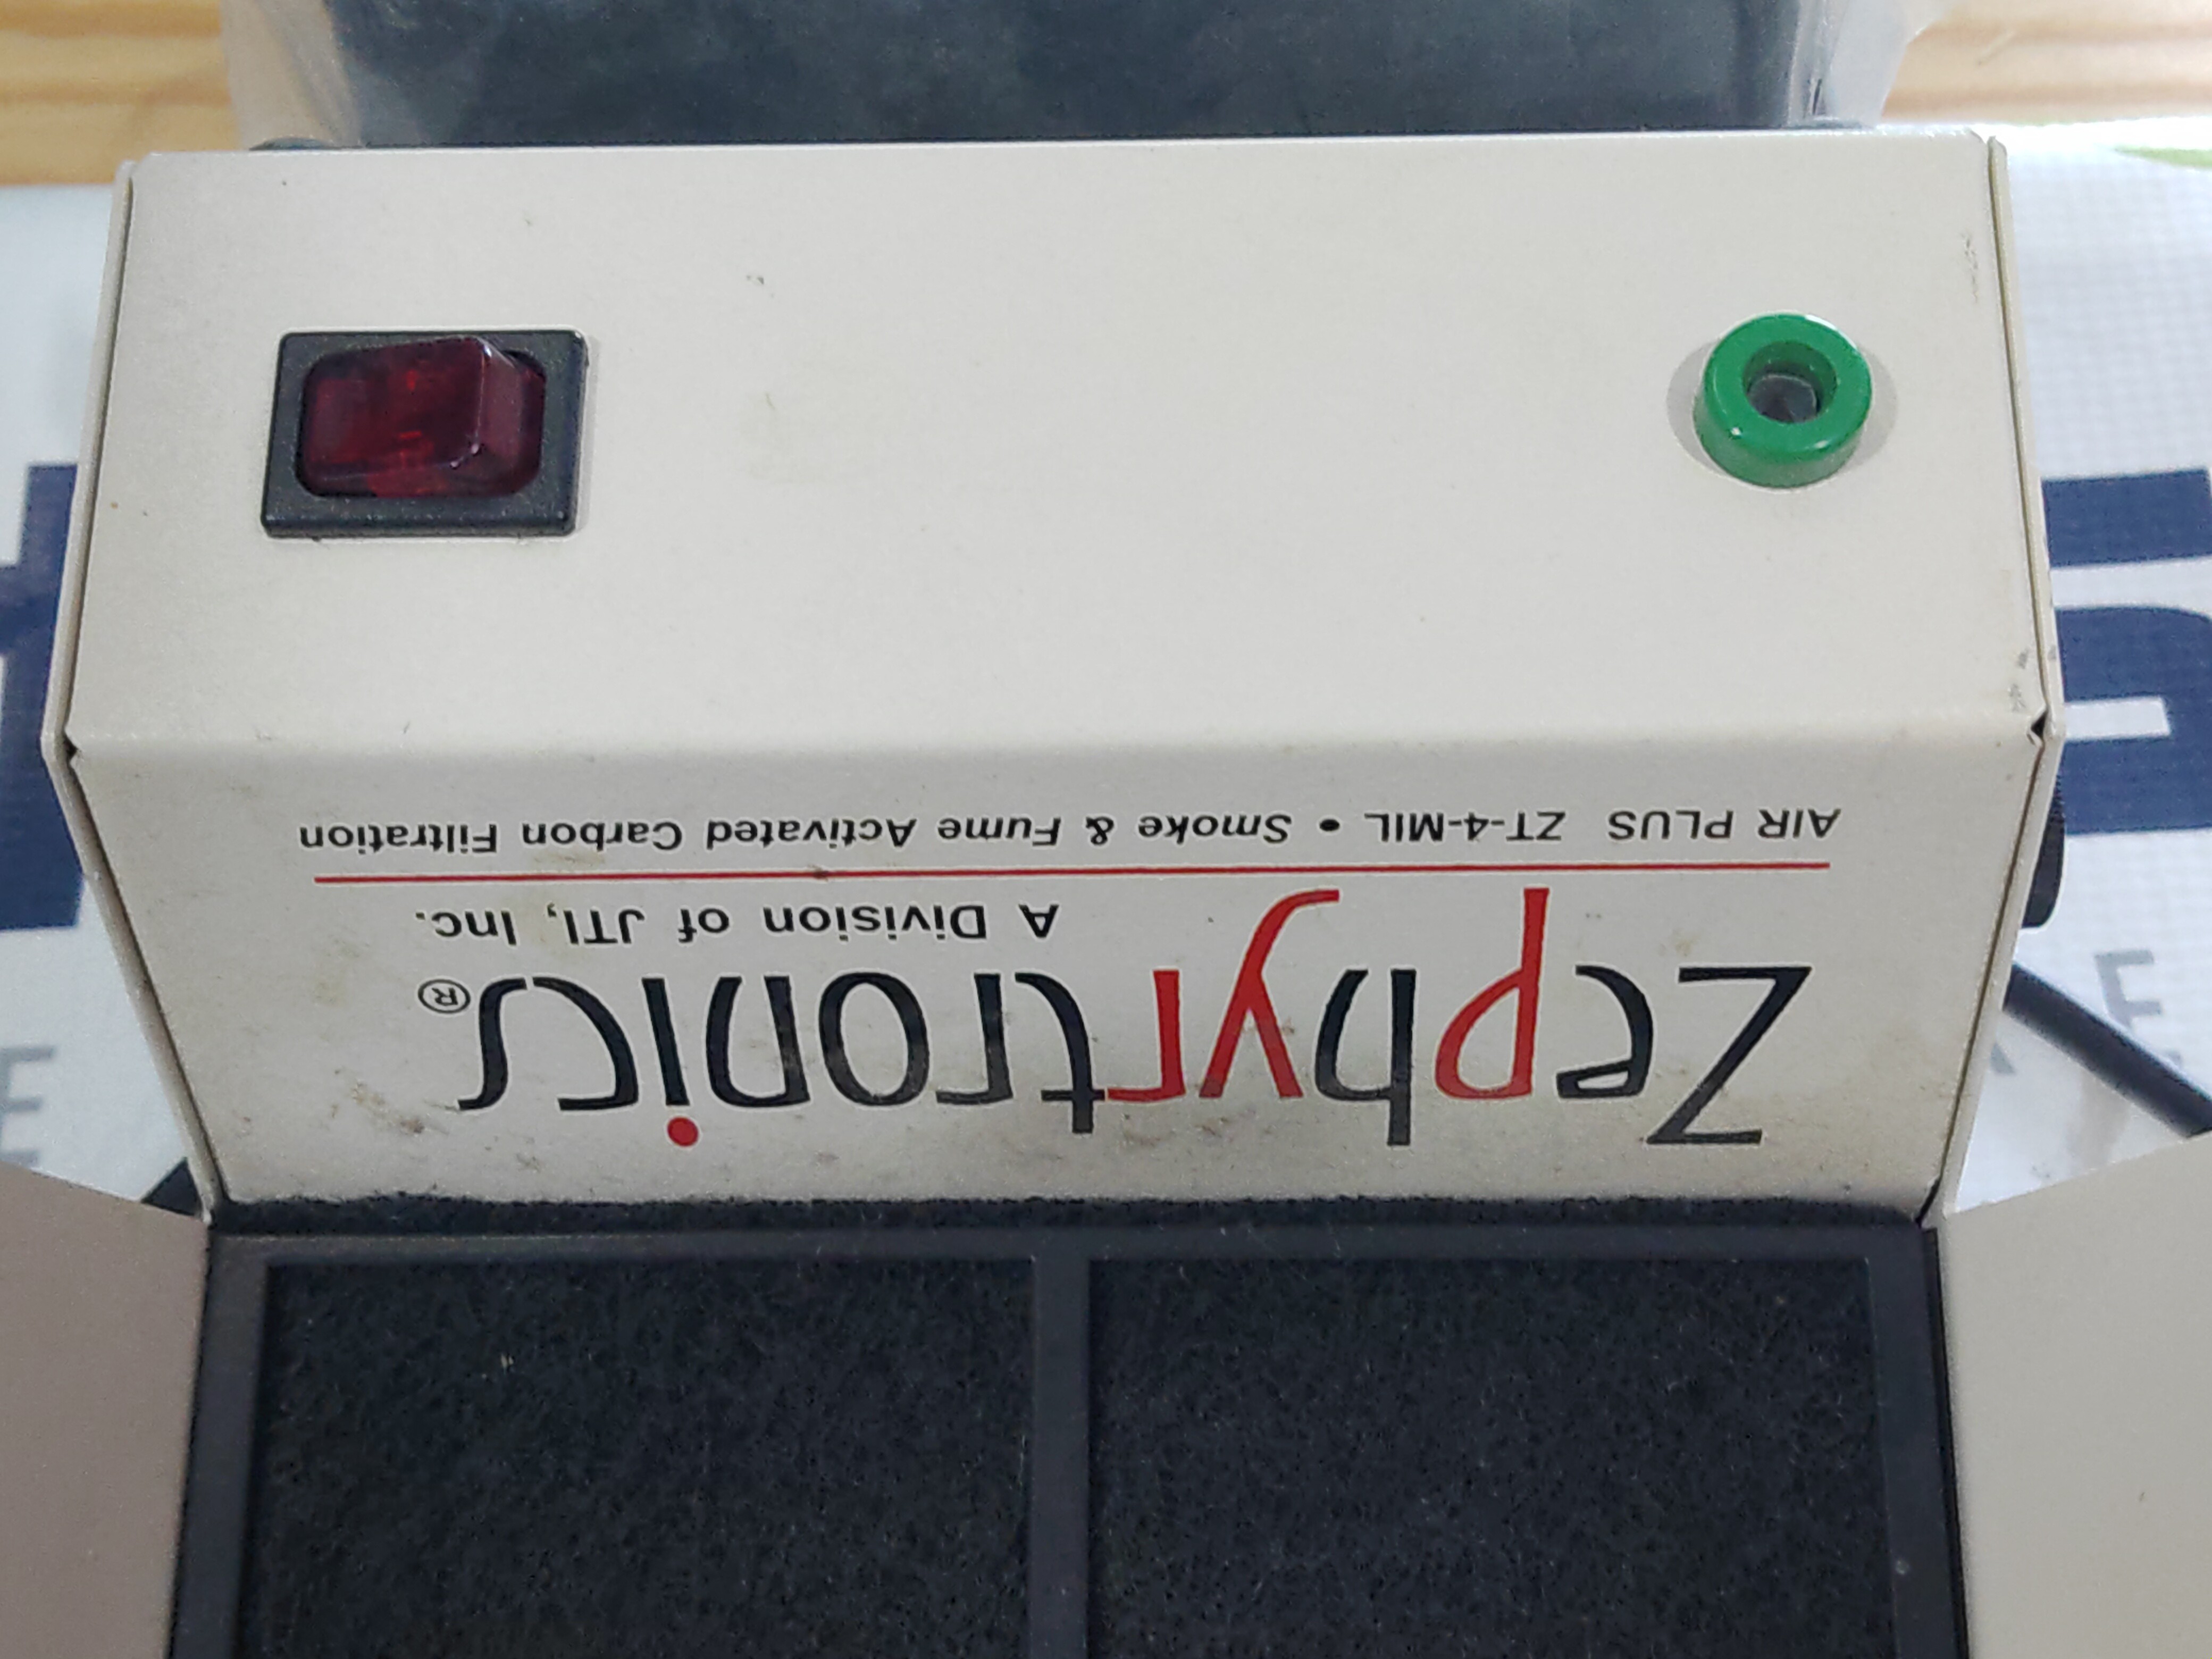 Zephyrtronics®
A Division of JTI, Inc.
AIR PLUS ZT-4-MIL • Smoke & Fume Activated Carbon Filtration